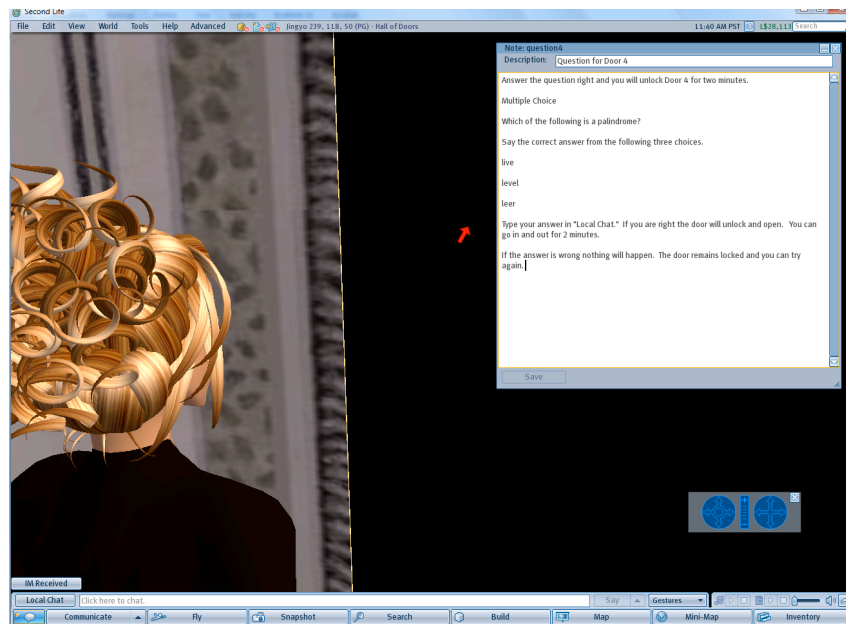 Second Life
File Edit View World Tools Help Advanced Jingyo 239, 118, 50 (PG) - Hall of Doors 11:40 AM PST L$28,113 Search
Note: question4
Description: Question for Door 4
Answer the question right and you will unlock Door 4 for two minutes.
Multiple Choice
Which of the following is a palindrome?
Say the correct answer from the following three choices.
live
level
leer
Type your answer in "Local Chat." If you are right the door will unlock and open. You can
go in and out for 2 minutes.
If the answer is wrong nothing will happen. The door remains locked and you can try
again.
Save
IM Received
Local Chat Click here to chat. Say Gestures
Communicate Fly Snapshot Search Build Map Mini-Map Inventory